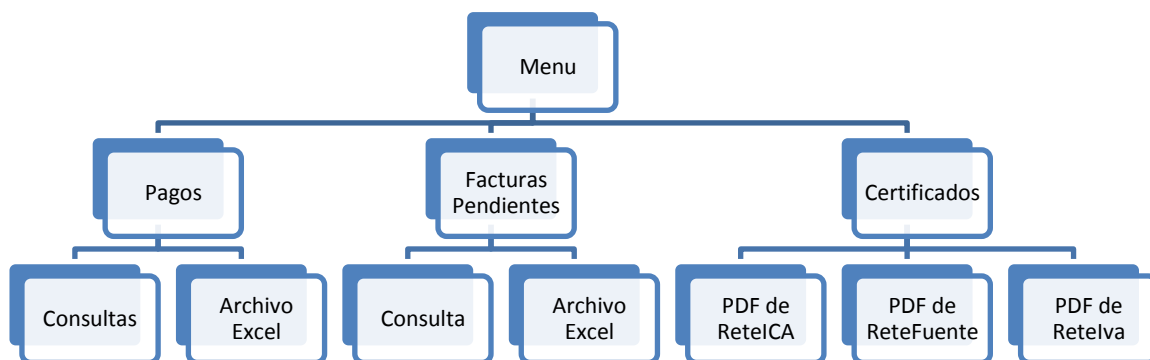 Menu
Pagos
Facturas
Pendientes
Certificados
Consultas
Archivo
Excel
Consulta
Archivo
Excel
PDF de
ReteICA
PDF de
ReteFuente
PDF de
ReteIva